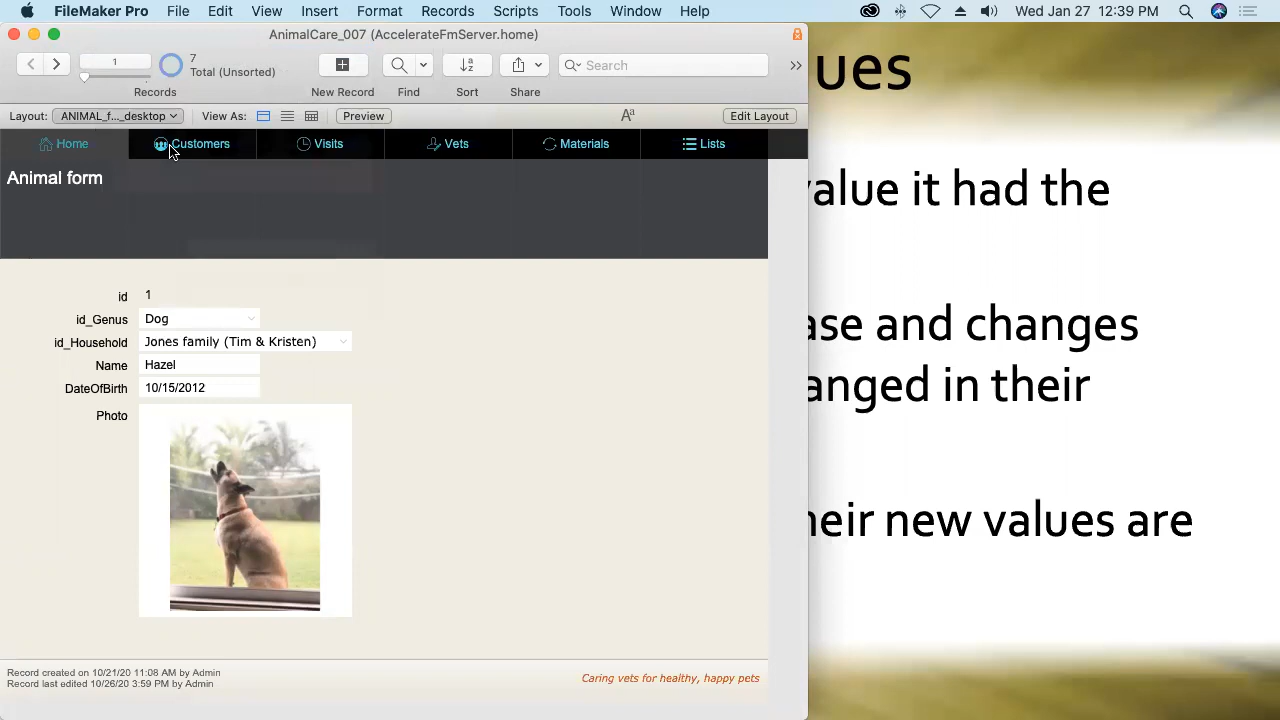 FileMaker Pro File Edit View Insert Format Records Scripts Tools Window Help Wed Jan 27 12:39 PM
AnimalCare_007 (AccelerateFmServer.home)
1
7
Total (Unsorted)
Search
Records New Record Find Sort Share
Layout: ANIMAL_f..._desktop View As: Preview Aa Edit Layout
Home Customers Visits Vets Materials Lists
Animal form
id 1
id_Genus Dog
id_Household Jones family (Tim & Kristen)
Name Hazel
DateOfBirth 10/15/2012
Photo
Record created on 10/21/20 11:08 AM by Admin
Record last edited 10/26/20 3:59 PM by Admin
Caring vets for healthy, happy pets
ues
value it had the
ase and changes
anged in their
heir new values are